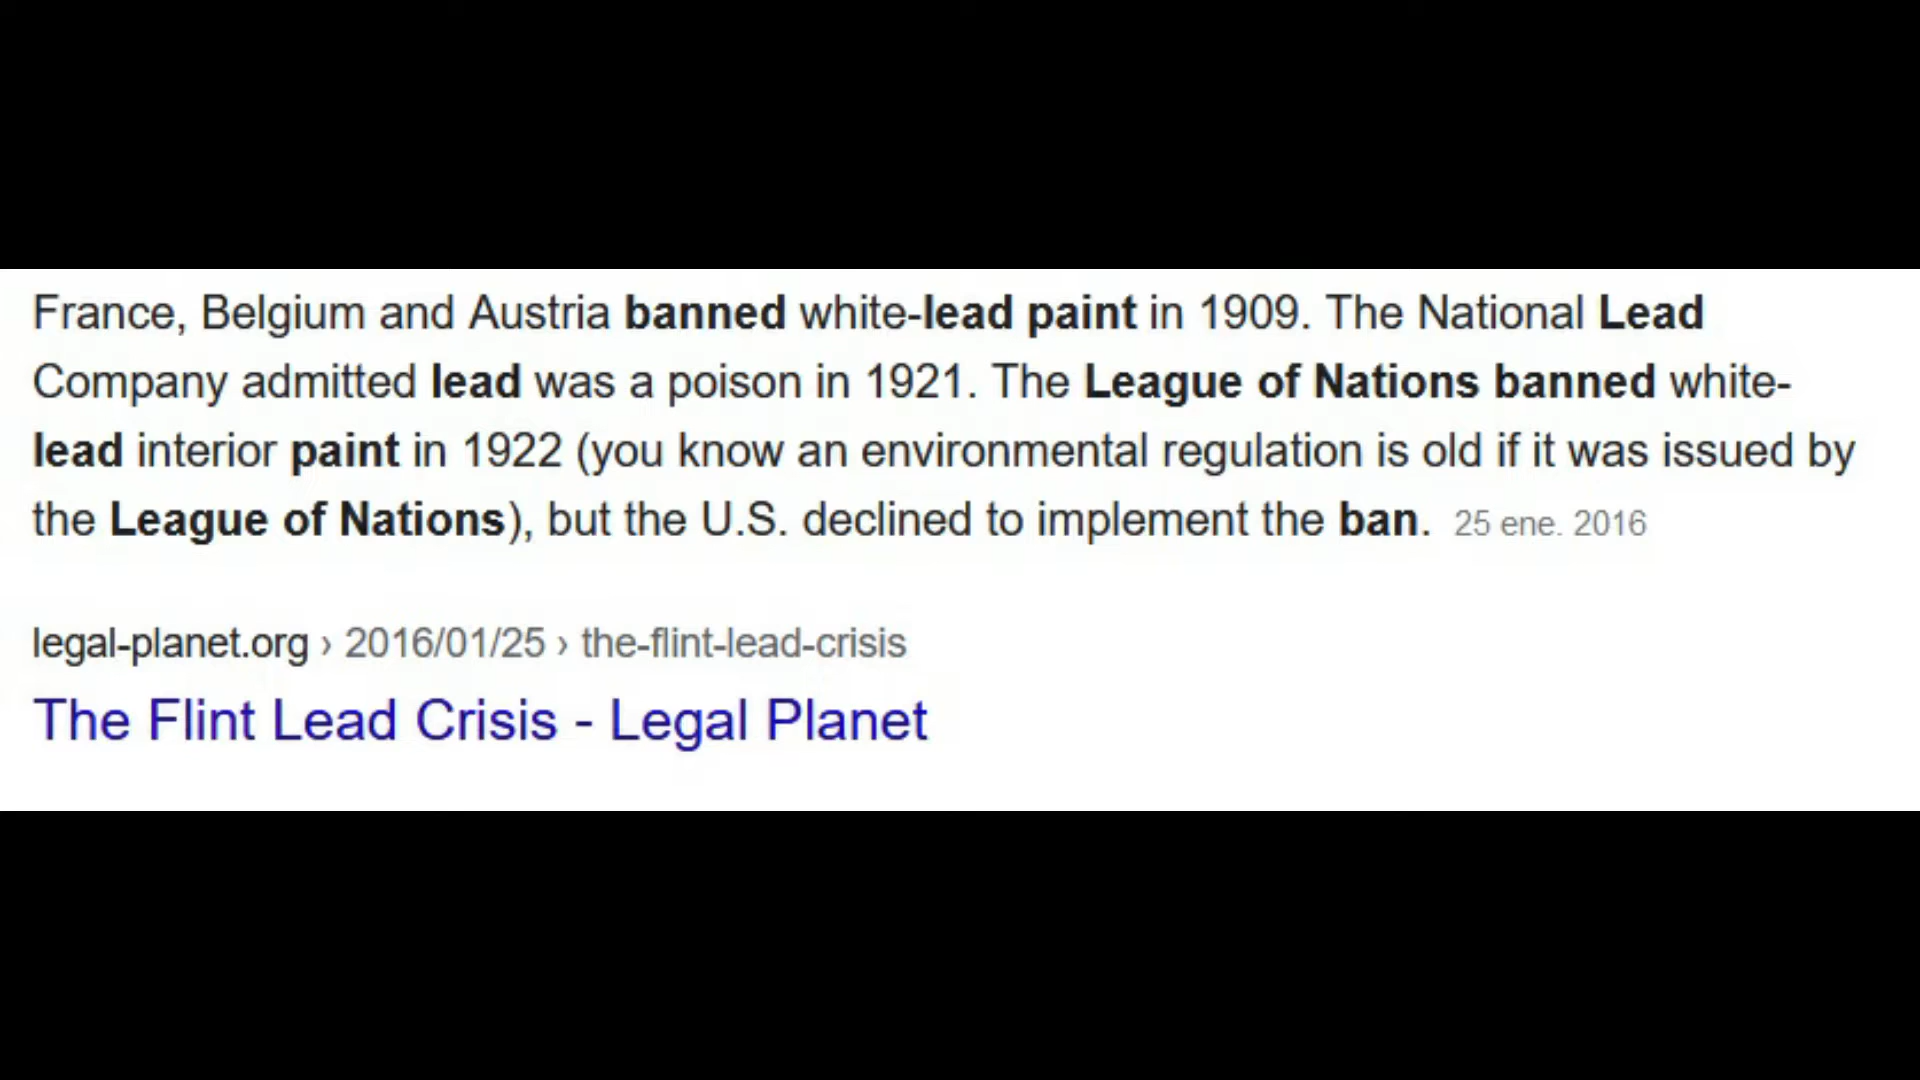 France, Belgium and Austria banned white-lead paint in 1909. The National Lead
Company admitted lead was a poison in 1921. The League of Nations banned white-
lead interior paint in 1922 (you know an environmental regulation is old if it was issued by
the League of Nations), but the U.S. declined to implement the ban. 25 ene. 2016
legal-planet.org › 2016/01/25 › the-flint-lead-crisis
The Flint Lead Crisis - Legal Planet